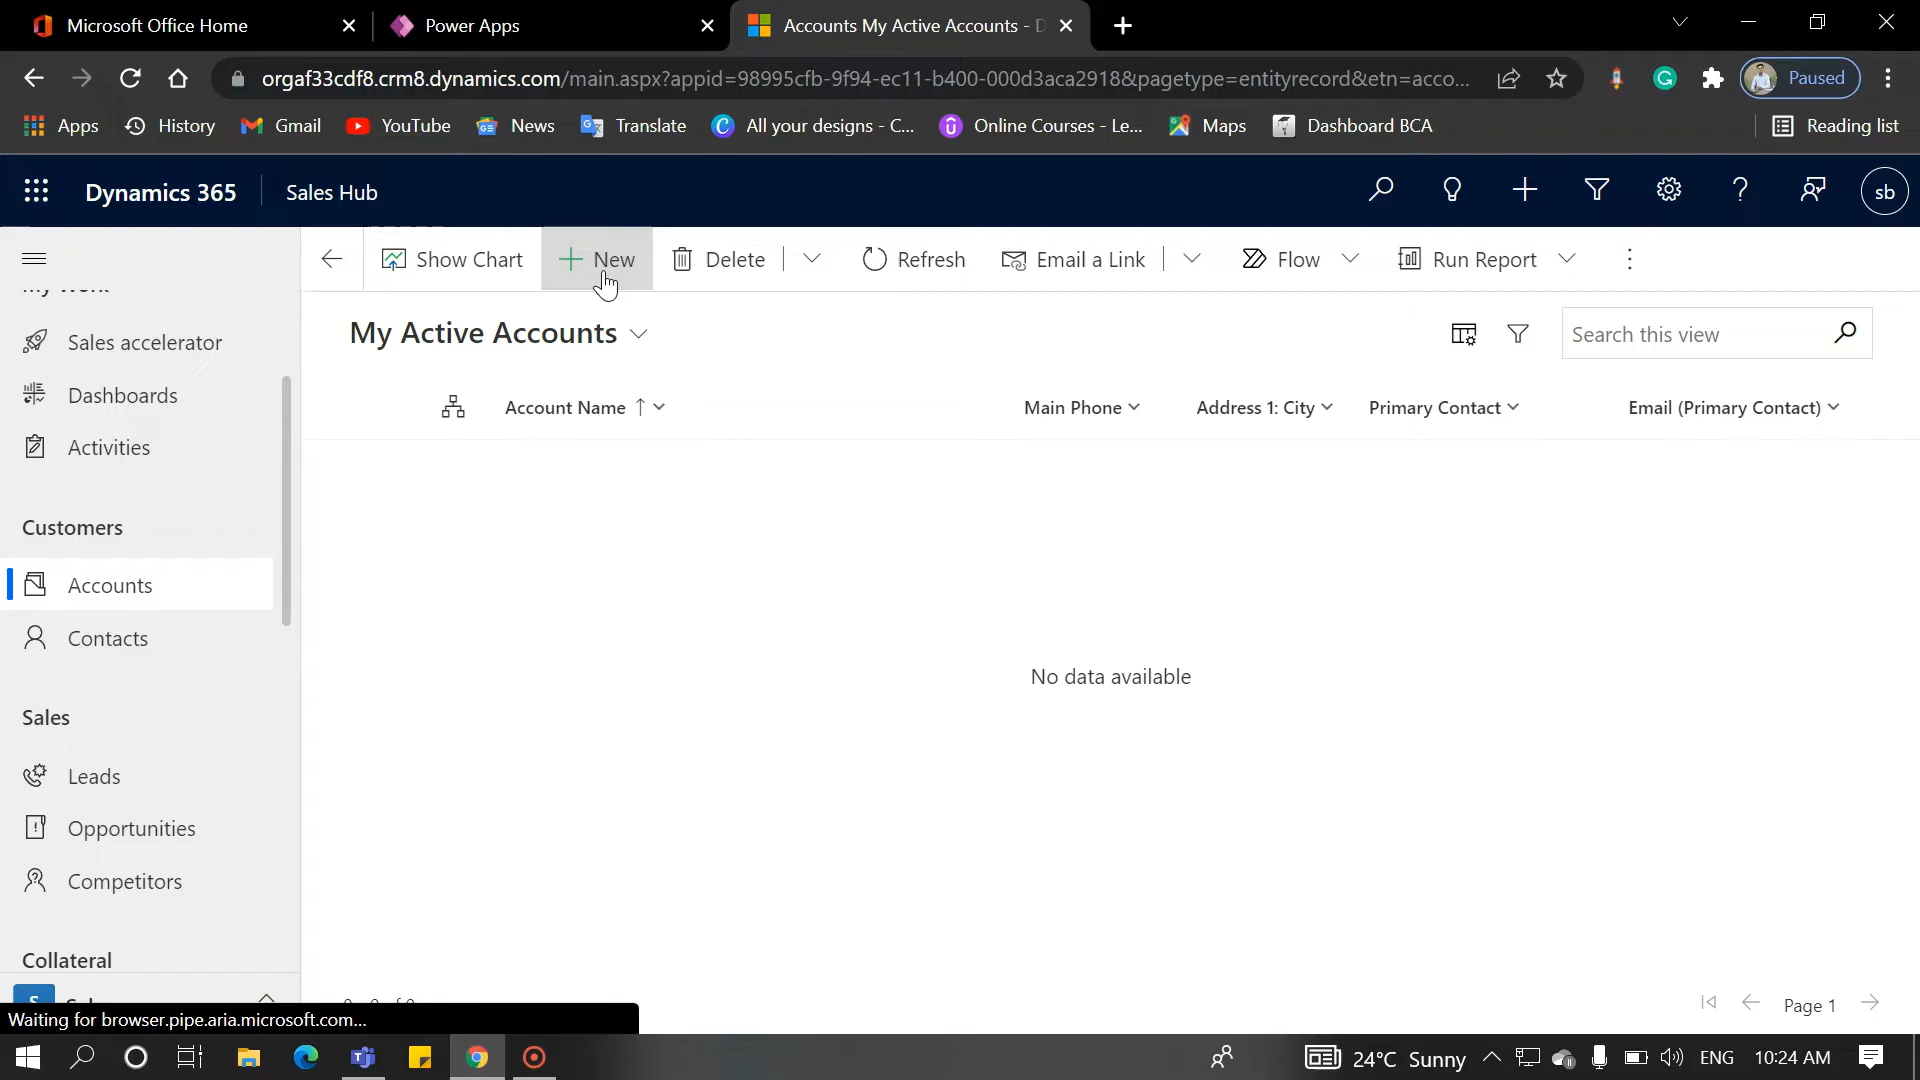 Microsoft Office Home
Power Apps
Accounts My Active Accounts - D
orgaf33cdf8.crm8.dynamics.com/main.aspx?appid=98995cfb-9f94-ec11-b400-000d3aca2918&pagetype=entityrecord&etn=acco...
Paused
Apps
History
Gmail
YouTube
News
Translate
All your designs - C...
Online Courses - Le...
Maps
Dashboard BCA
Reading list
Dynamics 365
Sales Hub
sb
Show Chart
New
Delete
Refresh
Email a Link
Flow
Run Report
My Work
Sales accelerator
Dashboards
Activities
Customers
Accounts
Contacts
Sales
Leads
Opportunities
Competitors
Collateral
S
My Active Accounts
Search this view
Account Name
Main Phone
Address 1: City
Primary Contact
Email (Primary Contact)
No data available
Page 1
Waiting for browser.pipe.aria.microsoft.com...
24°C Sunny
ENG
10:24 AM